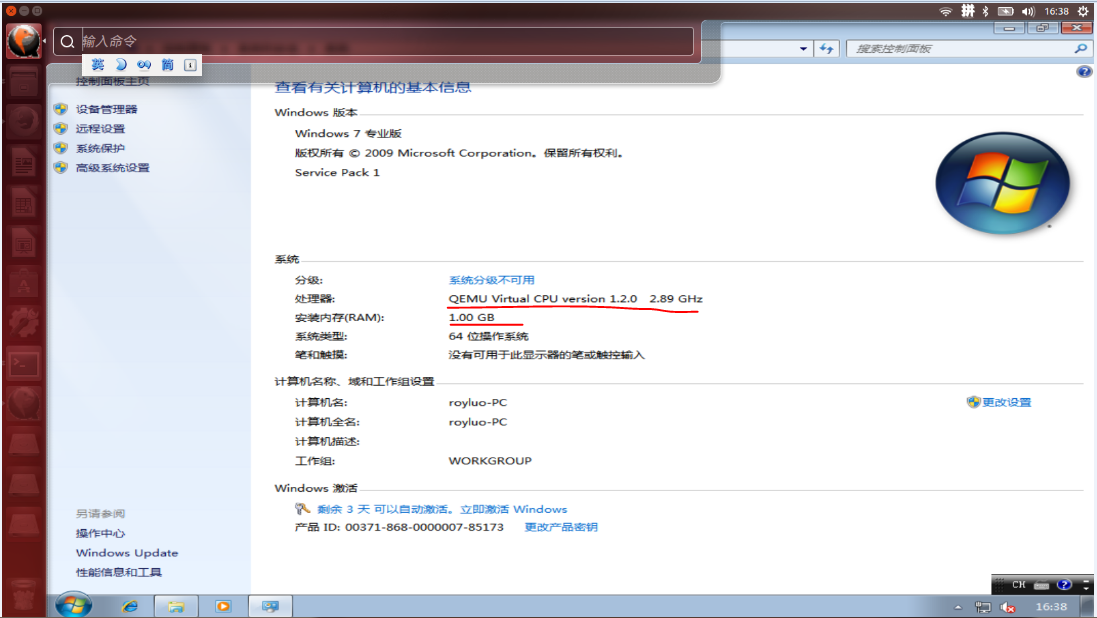 拼 16:38
输入命令
搜索控制面板
英 简
控制面板主页
设备管理器
远程设置
系统保护
高级系统设置
查看有关计算机的基本信息
Windows 版本
Windows 7 专业版
版权所有 © 2009 Microsoft Corporation。保留所有权利。
Service Pack 1
系统
分级: 系统分级不可用
处理器: QEMU Virtual CPU version 1.2.0 2.89 GHz
安装内存(RAM): 1.00 GB
系统类型: 64 位操作系统
笔和触摸: 没有可用于此显示器的笔或触控输入
计算机名称、域和工作组设置
计算机名: royluo-PC 更改设置
计算机全名: royluo-PC
计算机描述:
工作组: WORKGROUP
Windows 激活
剩余 3 天 可以自动激活。立即激活 Windows
产品 ID: 00371-868-0000007-85173 更改产品密钥
另请参阅
操作中心
Windows Update
性能信息和工具
CH
16:38